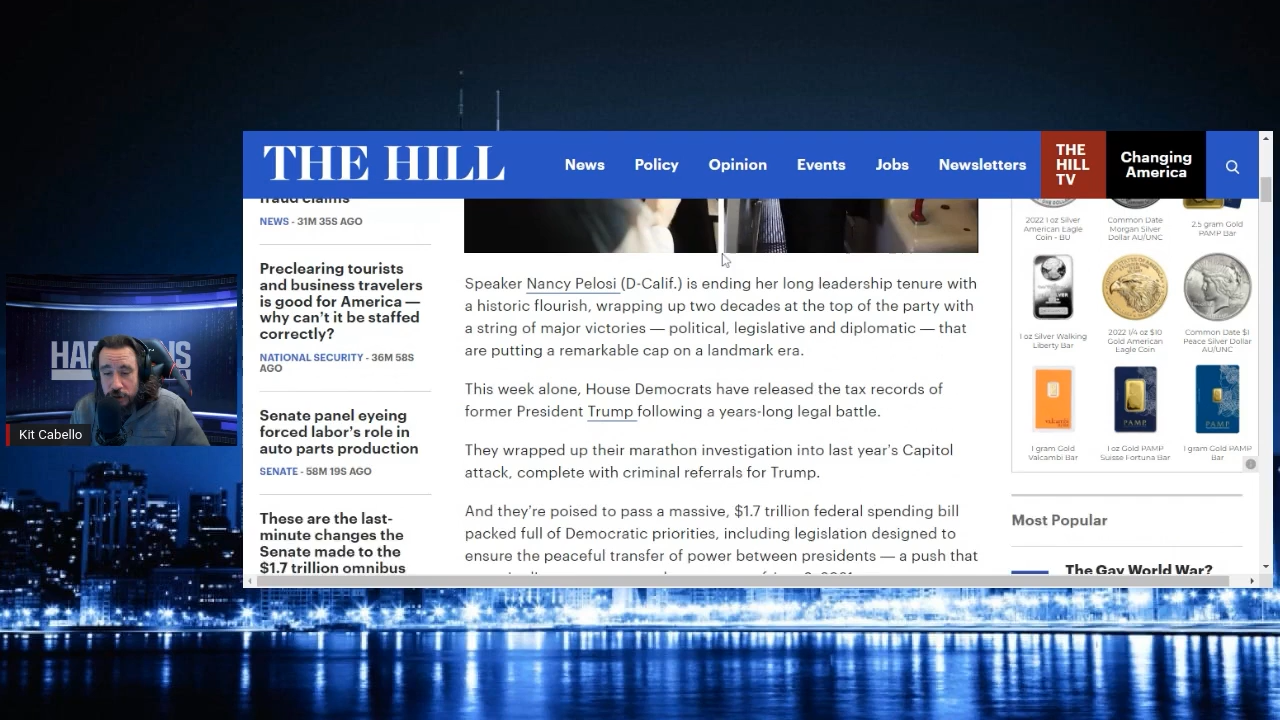 THE HILL
News
Policy
Opinion
Events
Jobs
Newsletters
THE
HILL
TV
Changing
America
fraud claims
NEWS - 31M 35S AGO
Preclearing tourists
and business travelers
is good for America —
why can't it be staffed
correctly?
NATIONAL SECURITY - 36M 58S
AGO
Senate panel eyeing
forced labor's role in
auto parts production
SENATE - 58M 19S AGO
These are the last-
minute changes the
Senate made to the
$1.7 trillion omnibus
Speaker Nancy Pelosi (D-Calif.) is ending her long leadership tenure with
a historic flourish, wrapping up two decades at the top of the party with
a string of major victories — political, legislative and diplomatic — that
are putting a remarkable cap on a landmark era.
This week alone, House Democrats have released the tax records of
former President Trump following a years-long legal battle.
They wrapped up their marathon investigation into last year's Capitol
attack, complete with criminal referrals for Trump.
And they're poised to pass a massive, $1.7 trillion federal spending bill
packed full of Democratic priorities, including legislation designed to
ensure the peaceful transfer of power between presidents — a push that
2022 1 oz Silver
American Eagle
Coin - BU
Common Date
Morgan Silver
Dollar AU/UNC
2.5 gram Gold
PAMP Bar
1 oz Silver Walking
Liberty Bar
2022 1/4 oz $10
Gold American
Eagle Coin
Common Date $1
Peace Silver Dollar
AU/UNC
1 gram Gold
Valcambi Bar
1 oz Gold PAMP
Suisse Fortuna Bar
1 gram Gold PAMP
Bar
Most Popular
The Gay World War?
Kit Cabello